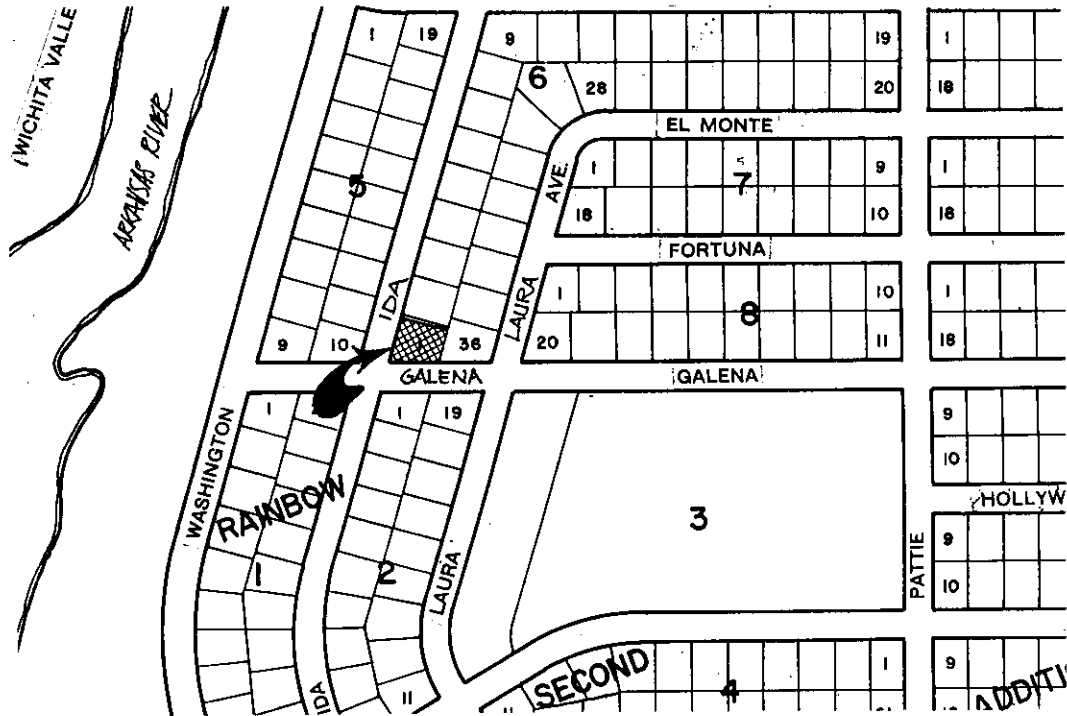 (WICHITA VALLE
ARKANSAS RIVER
1 19 9 19 1
6
28 20 18
EL MONTE
5
AVE.
1 7 9 1
18 10 18
FORTUNA
IDA
LAURA
1 8 10 1
9 10 36 20 11 18
GALENA GALENA
1 1 19 9
10
WASHINGTON
RAINBOW
HOLLYW
3
9
1 2
LAURA
PATTIE
10
SECOND
1 9
IDA
11 11
4
ADDITI